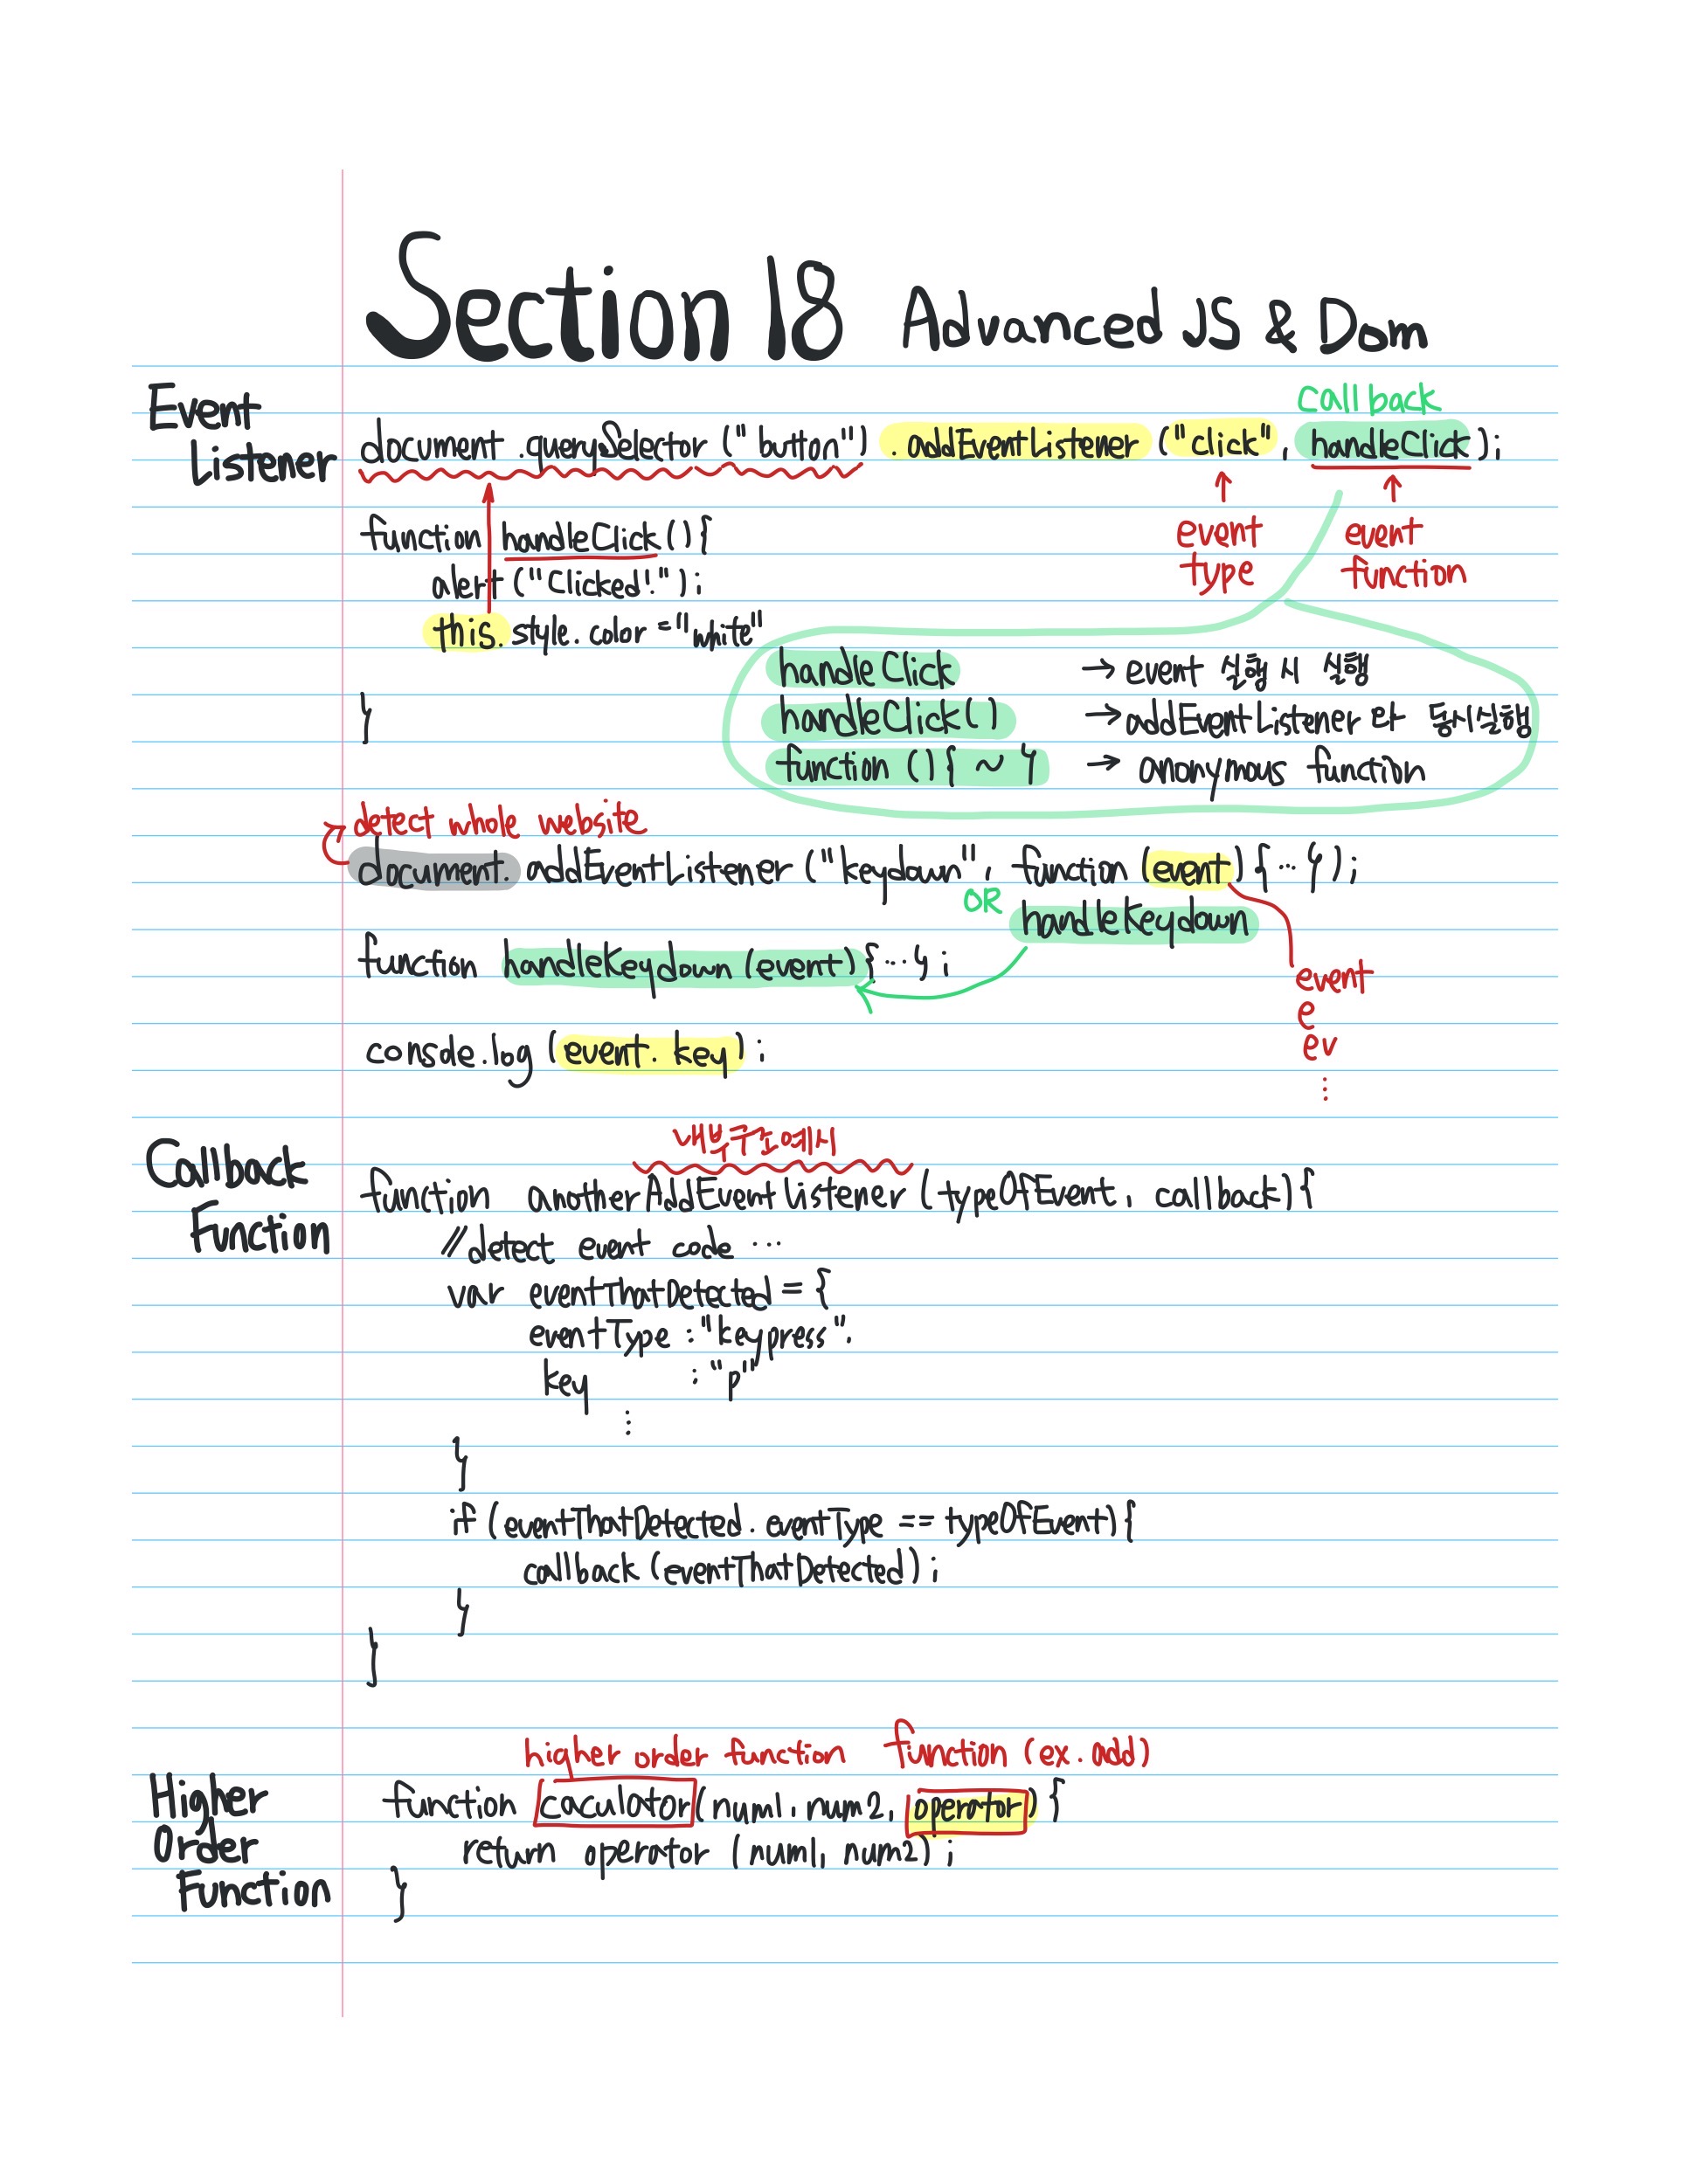 Section 18 Advanced JS & Dom
Event
Listener
callback
document.querySelector ("button") .addEventListener ("click", handleClick);
event type
event function
function handleClick(){
alert ("Clicked!");
this.style.color = "white"
}
handleClick → event 실행 시 실행
handleClick() → addEventListener 와 동시실행
function (){ ~ } → anonymous function
detect whole website
document. addEventListener ("keydown", function (event){ ... });
OR handlekeydown
function handlekeydown (event){...};
event
e
ev
⋮
console.log (event.key);
Callback
Function
내부구조예시
function anotherAddEventListener (typeOfEvent, callback){
//detect event code ...
var eventThatDetected = {
eventType : "keypress",
key : "p"
⋮
}
if (eventThatDetected.eventType == typeOfEvent){
callback (eventThatDetected);
}
}
Higher
Order
Function
higher order function function (ex. add)
function caculator (num1, num2, operator) {
return operator (num1, num2);
}